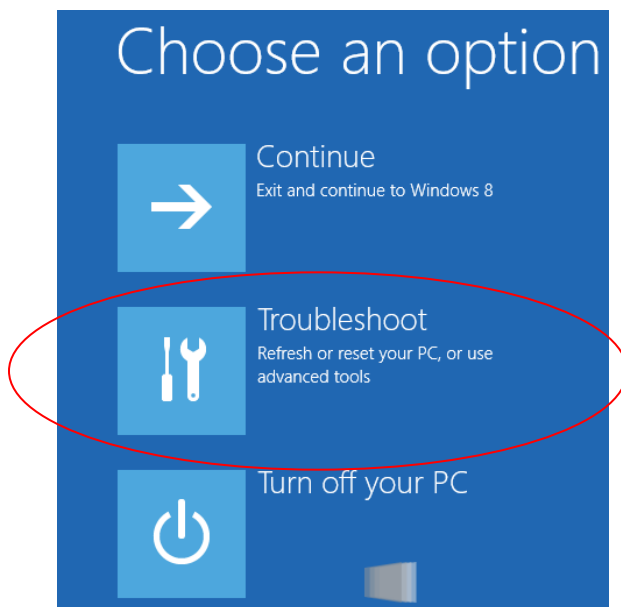 Choose an option
Continue
Exit and continue to Windows 8
Troubleshoot
Refresh or reset your PC, or use
advanced tools
Turn off your PC